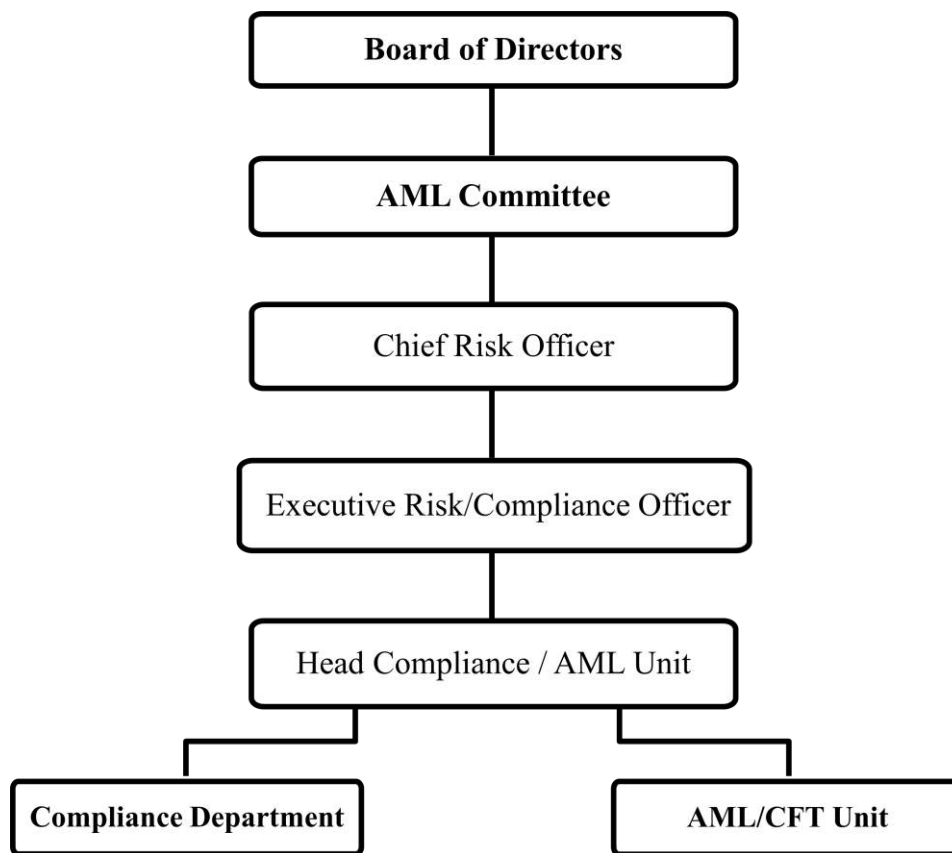 Board of Directors
AML Committee
Chief Risk Officer
Executive Risk/Compliance Officer
Head Compliance / AML Unit
Compliance Department
AML/CFT Unit